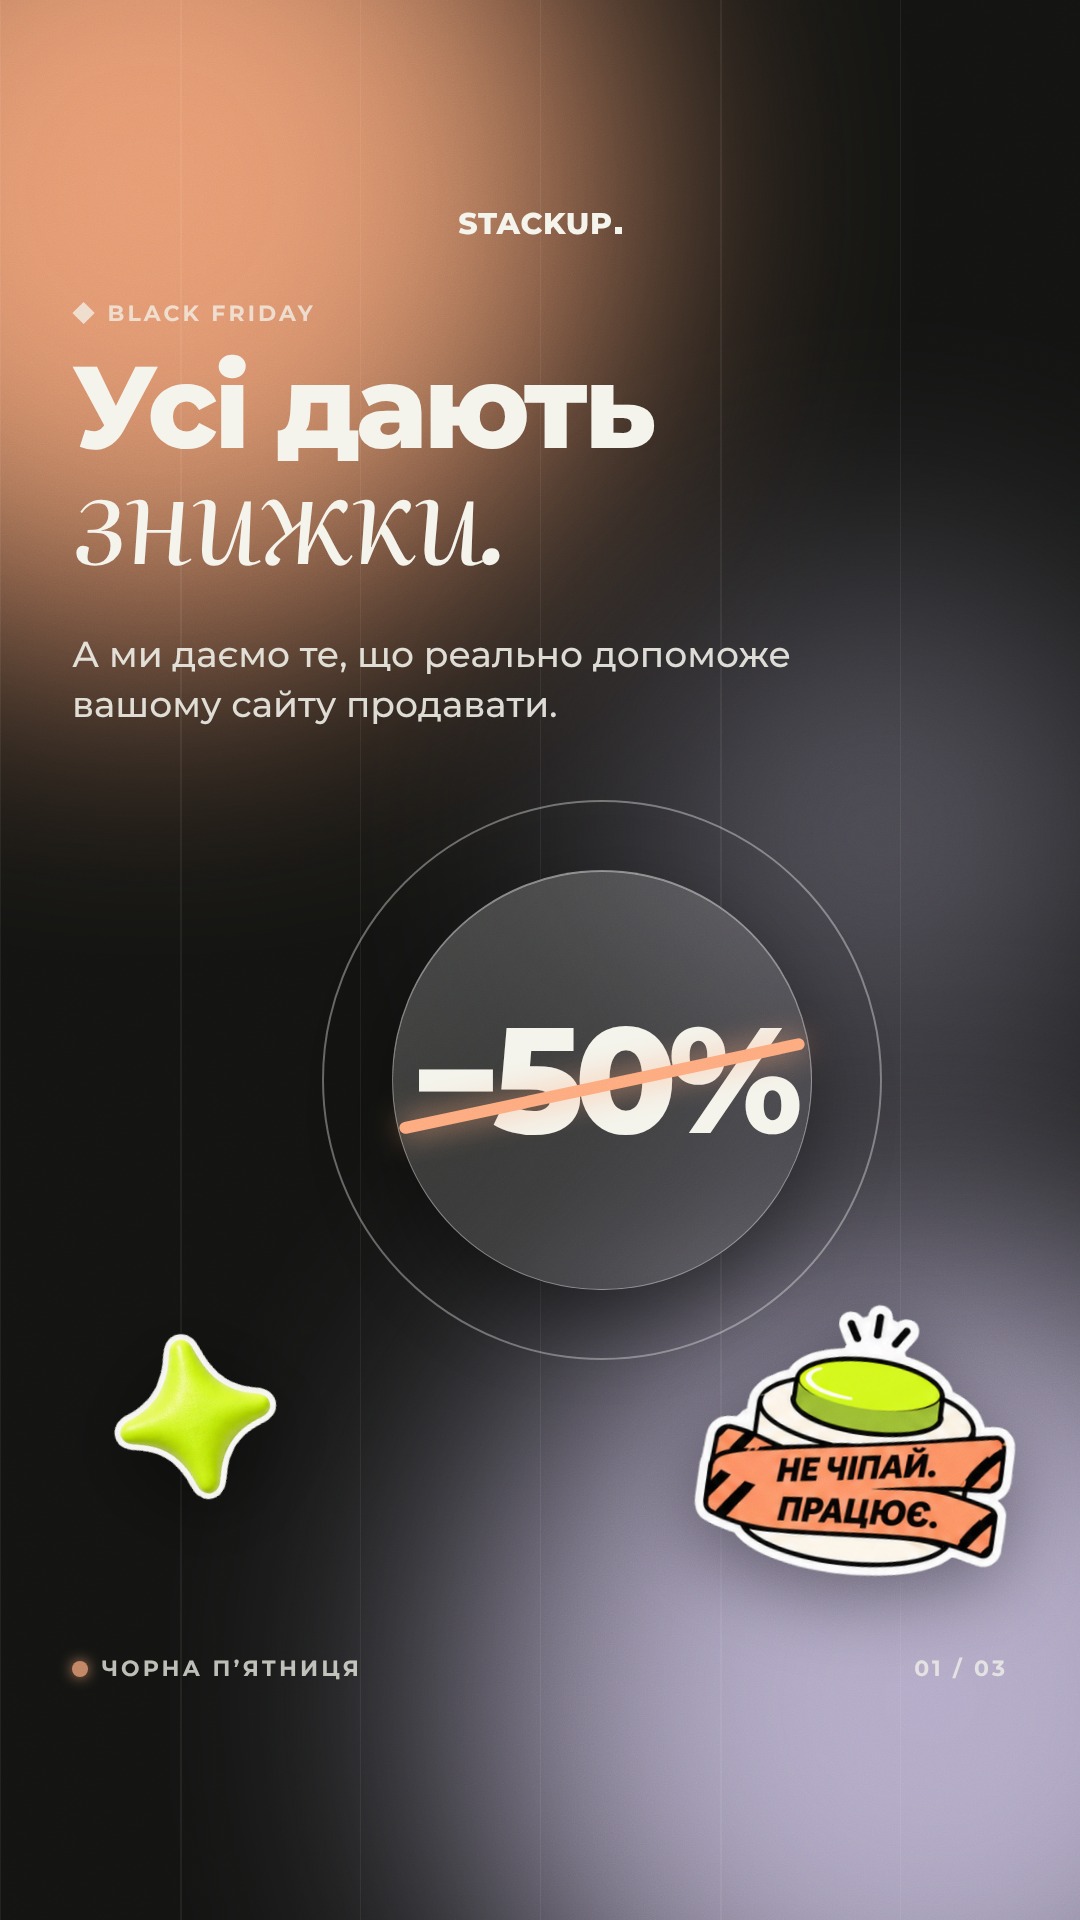 STACKUP.
◆ BLACK FRIDAY
Усі дають
знижки.
А ми даємо те, що реально допоможе
вашому сайту продавати.
−50%
НЕ ЧІПАЙ.
ПРАЦЮЄ.
ЧОРНА П’ЯТНИЦЯ
01 / 03